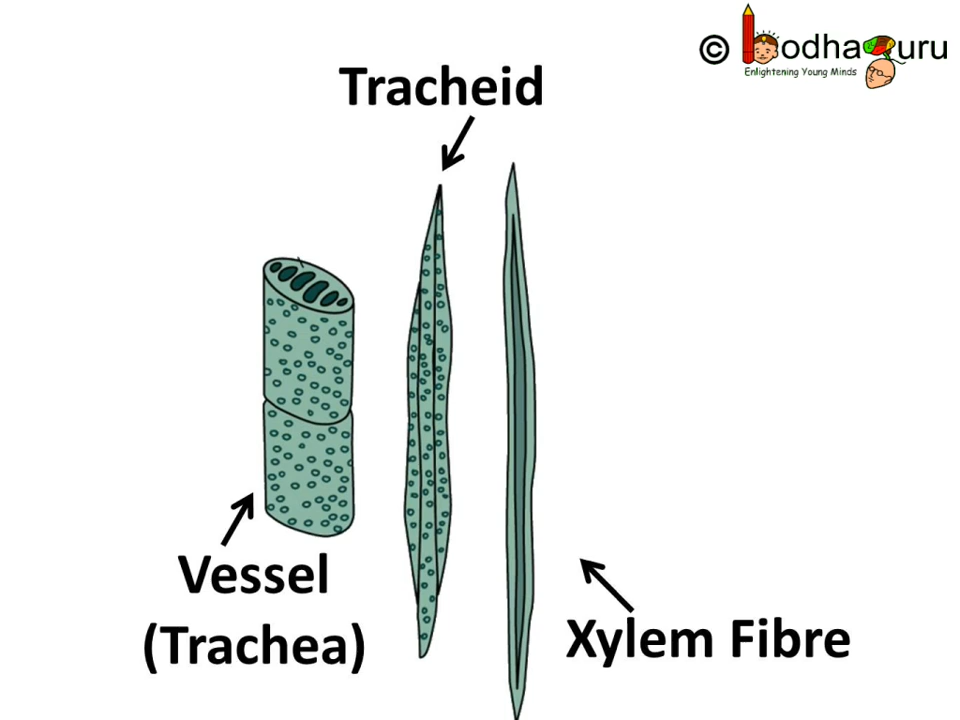 © bodhaguru
Enlightening Young Minds
Tracheid
Vessel
(Trachea)
Xylem Fibre